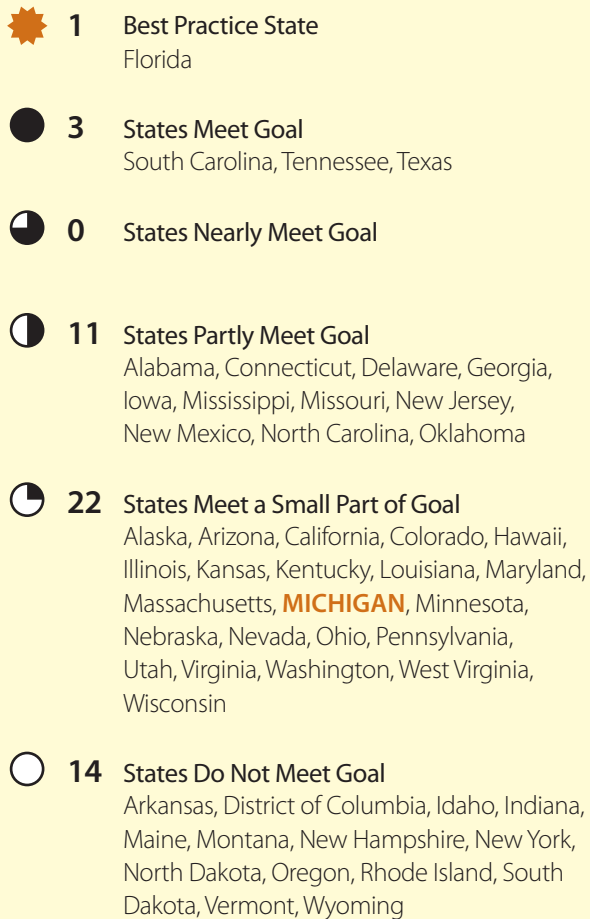 1 Best Practice State
Florida
3 States Meet Goal
South Carolina, Tennessee, Texas
0 States Nearly Meet Goal
11 States Partly Meet Goal
Alabama, Connecticut, Delaware, Georgia,
Iowa, Mississippi, Missouri, New Jersey,
New Mexico, North Carolina, Oklahoma
22 States Meet a Small Part of Goal
Alaska, Arizona, California, Colorado, Hawaii,
Illinois, Kansas, Kentucky, Louisiana, Maryland,
Massachusetts, MICHIGAN, Minnesota,
Nebraska, Nevada, Ohio, Pennsylvania,
Utah, Virginia, Washington, West Virginia,
Wisconsin
14 States Do Not Meet Goal
Arkansas, District of Columbia, Idaho, Indiana,
Maine, Montana, New Hampshire, New York,
North Dakota, Oregon, Rhode Island, South
Dakota, Vermont, Wyoming